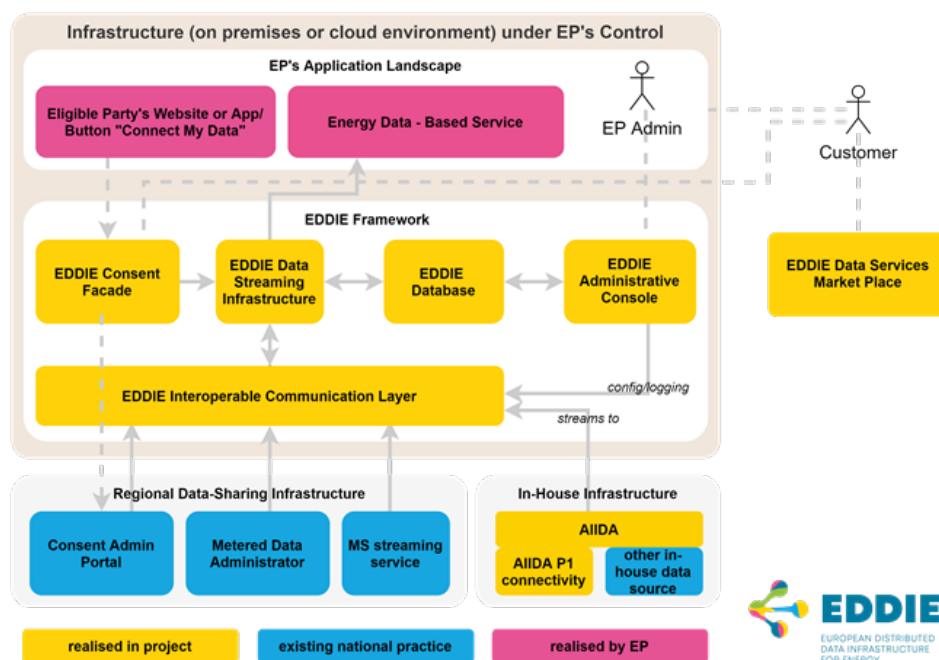 Infrastructure (on premises or cloud environment) under EP's Control
EP's Application Landscape
Eligible Party's Website or App/
Button "Connect My Data"
Energy Data - Based Service
EP Admin
Customer
EDDIE Framework
EDDIE Consent
Facade
EDDIE Data
Streaming
Infrastructure
EDDIE
Database
EDDIE
Administrative
Console
EDDIE Data Services
Market Place
EDDIE Interoperable Communication Layer
config/logging
streams to
Regional Data-Sharing Infrastructure
In-House Infrastructure
Consent Admin
Portal
Metered Data
Administrator
MS streaming
service
AIIDA
AIIDA P1
connectivity
other in-
house data
source
realised in project
existing national practice
realised by EP
EDDIE
EUROPEAN DISTRIBUTED
DATA INFRASTRUCTURE
FOR ENERGY